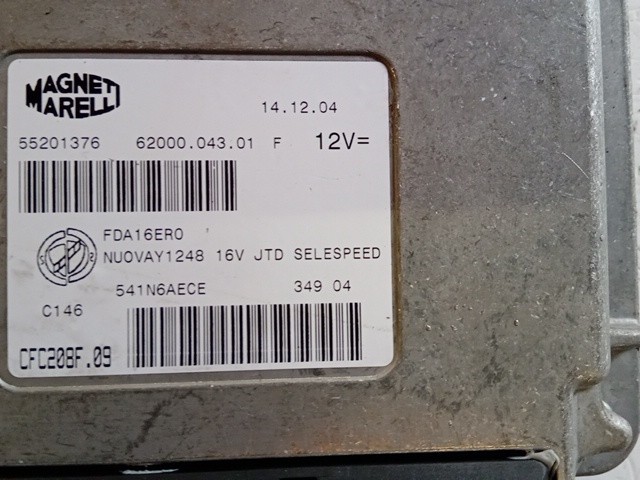 MAGNETI
MARELLI
14.12.04
55201376 62000.043.01 F 12V=
FDA16ER0
NUOVAY1248 16V JTD SELESPEED
541N6AECE 349 04
C146
CFC208F.09